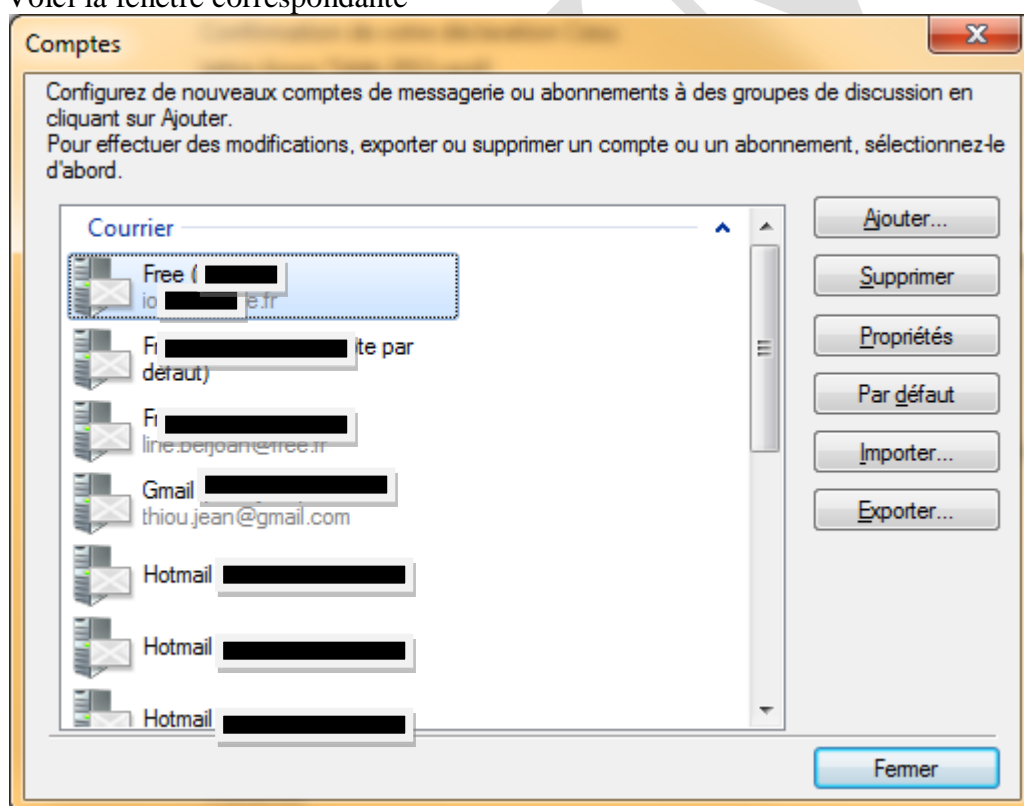 Voici la fenêtre correspondante
Comptes
Configurez de nouveaux comptes de messagerie ou abonnements à des groupes de discussion en
cliquant sur Ajouter.
Pour effectuer des modifications, exporter ou supprimer un compte ou un abonnement, sélectionnez-le
d'abord.
Courrier
Ajouter...
Free (
Supprimer
io e.fr
Propriétés
te par
défaut)
Par défaut
line.berjoan@free.fr
Importer...
Gmail
thiou.jean@gmail.com
Exporter...
Hotmail
Hotmail
Hotmail
Fermer